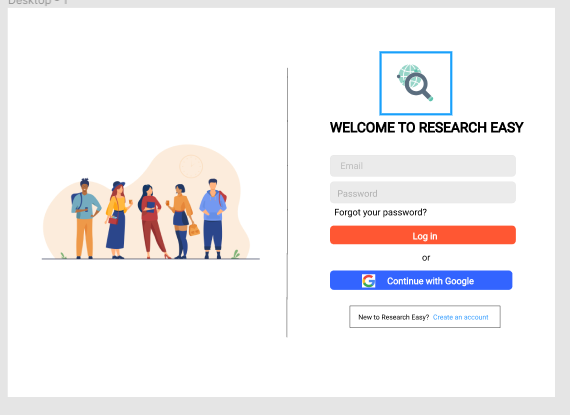 Desktop - 1
WELCOME TO RESEARCH EASY
Email
Password
Forgot your password?
Log in
or
Continue with Google
New to Research Easy? Create an account